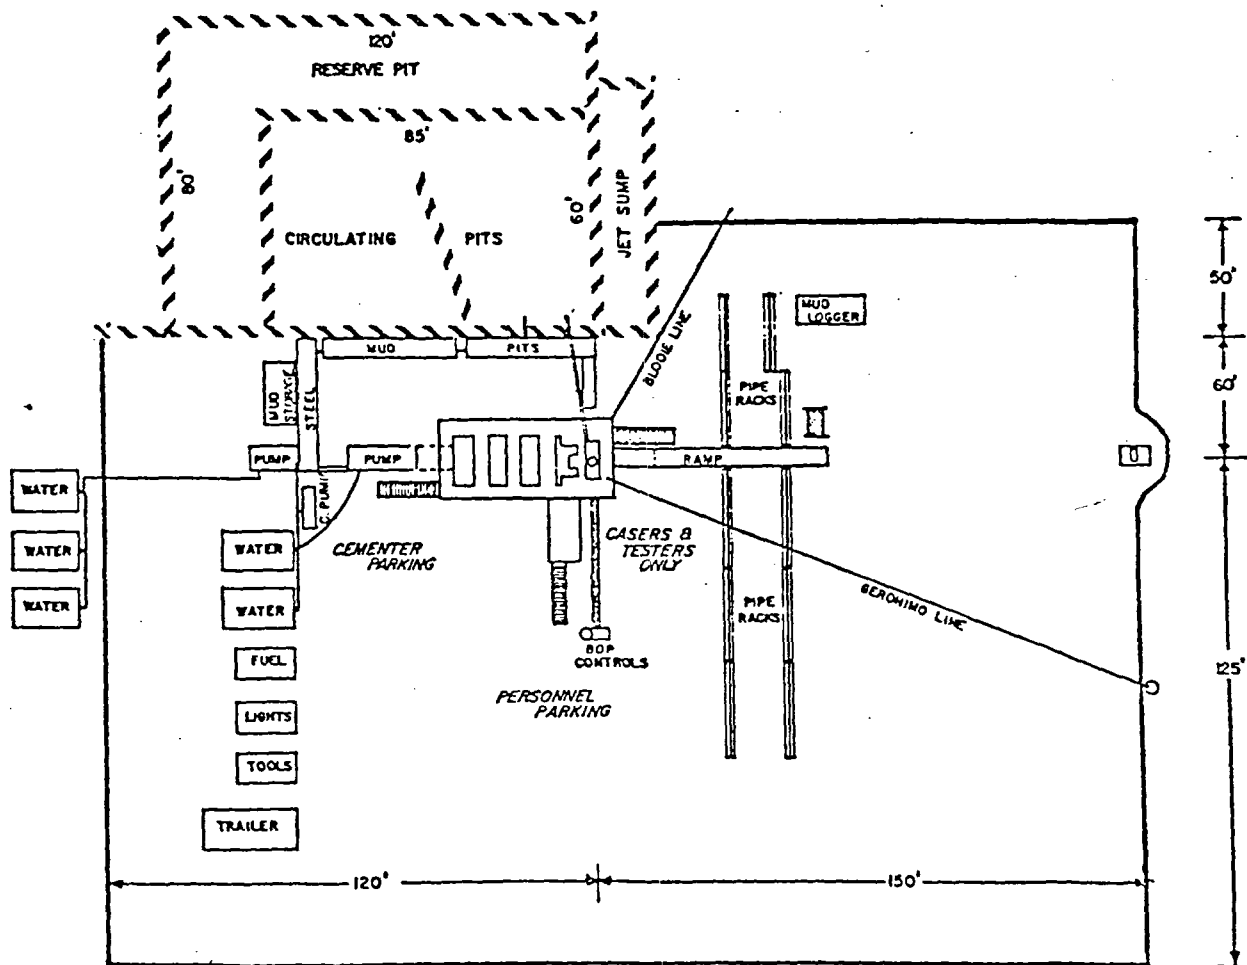 120'
RESERVE PIT
85'
80'
60'
CIRCULATING PITS
JET SUMP
50'
MUD
LOGGER
BLOOIE LINE
MUD PITS
MUD
STORGE
STEEL
60'
PIPE
RACKS
PUMP
PUMP
RAMP
WATER
C. PUMP
WATER
WATER
CEMENTER
PARKING
CASERS &
TESTERS
ONLY
WATER
WATER
PIPE
RACKS
GERONIMO LINE
BOP
CONTROLS
FUEL
125'
PERSONNEL
PARKING
LIGHTS
TOOLS
TRAILER
120'
150'